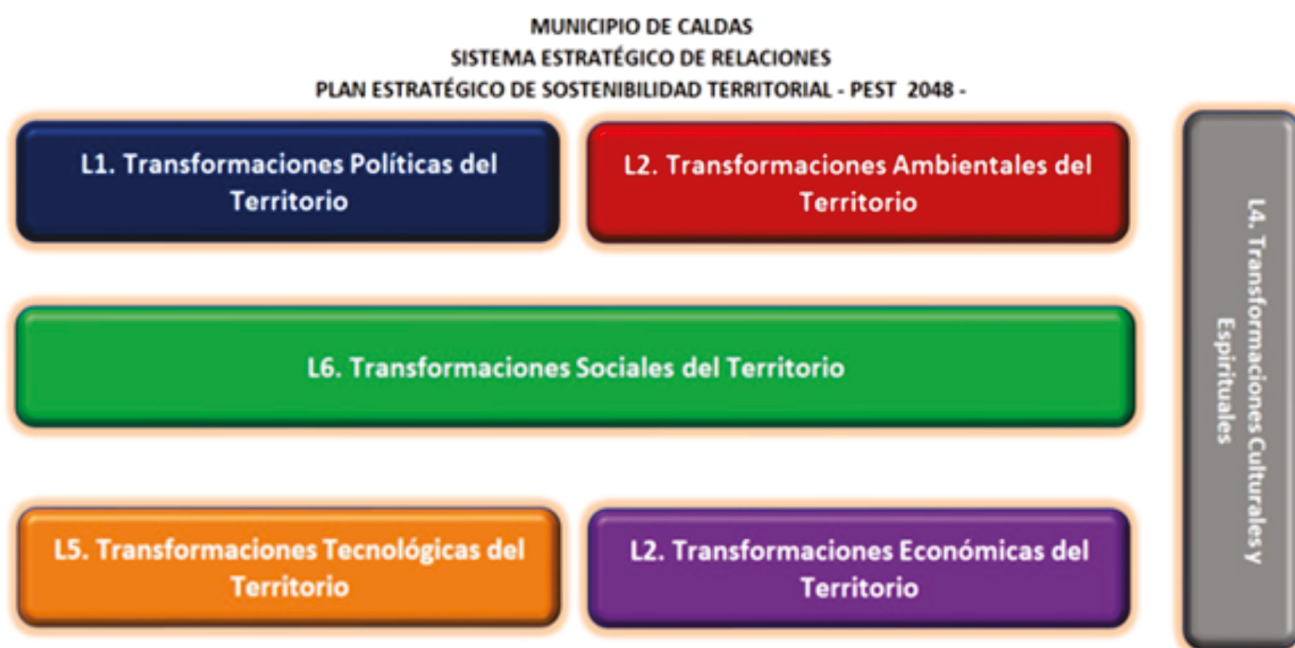 MUNICIPIO DE CALDAS
SISTEMA ESTRATÉGICO DE RELACIONES
PLAN ESTRATÉGICO DE SOSTENIBILIDAD TERRITORIAL - PEST 2048 -
L1. Transformaciones Políticas del
Territorio
L2. Transformaciones Ambientales del
Territorio
L6. Transformaciones Sociales del Territorio
L5. Transformaciones Tecnológicas del
Territorio
L2. Transformaciones Económicas del
Territorio
L4. Transformaciones Culturales y
Espirituales